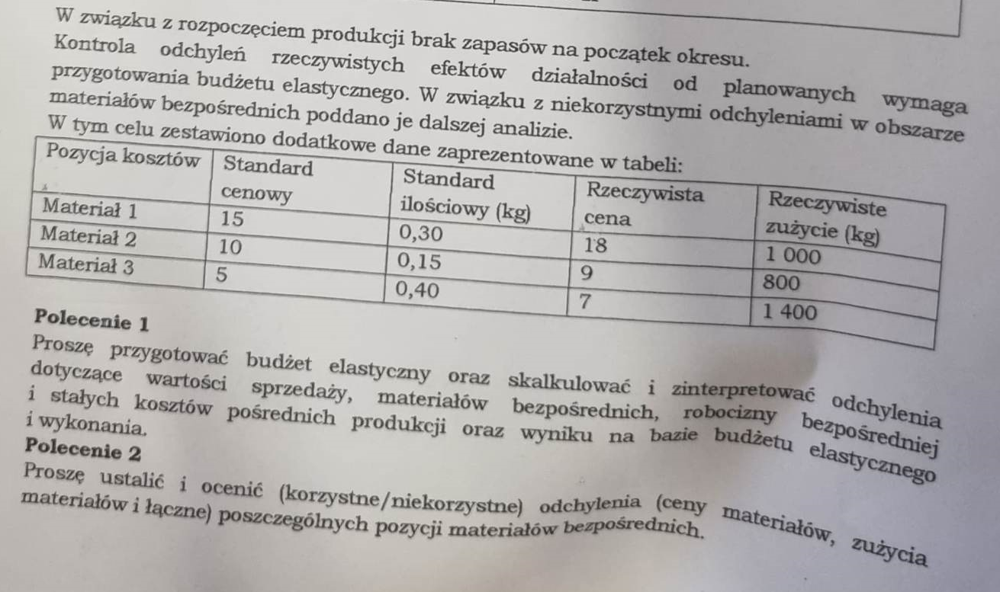 W związku z rozpoczęciem produkcji brak zapasów na początek okresu.
Kontrola odchyleń rzeczywistych efektów działalności od planowanych wymaga
przygotowania budżetu elastycznego. W związku z niekorzystnymi odchyleniami w obszarze
materiałów bezpośrednich poddano je dalszej analizie.
W tym celu zestawiono dodatkowe dane zaprezentowane w tabeli:
Pozycja kosztów Standard cenowy Standard ilościowy (kg) Rzeczywista cena Rzeczywiste zużycie (kg)
Materiał 1 15 0,30 18 1 000
Materiał 2 10 0,15 9 800
Materiał 3 5 0,40 7 1 400
Polecenie 1
Proszę przygotować budżet elastyczny oraz skalkulować i zinterpretować odchylenia
dotyczące wartości sprzedaży, materiałów bezpośrednich, robocizny bezpośredniej
i stałych kosztów pośrednich produkcji oraz wyniku na bazie budżetu elastycznego
i wykonania.
Polecenie 2
Proszę ustalić i ocenić (korzystne/niekorzystne) odchylenia (ceny materiałów, zużycia
materiałów i łączne) poszczególnych pozycji materiałów bezpośrednich.